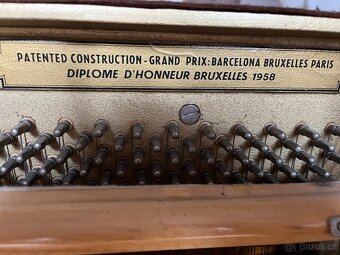 PATENTED CONSTRUCTION - GRAND PRIX: BARCELONA BRUXELLES PARIS
DIPLOME D'HONNEUR BRUXELLES 1958
bazos.cz